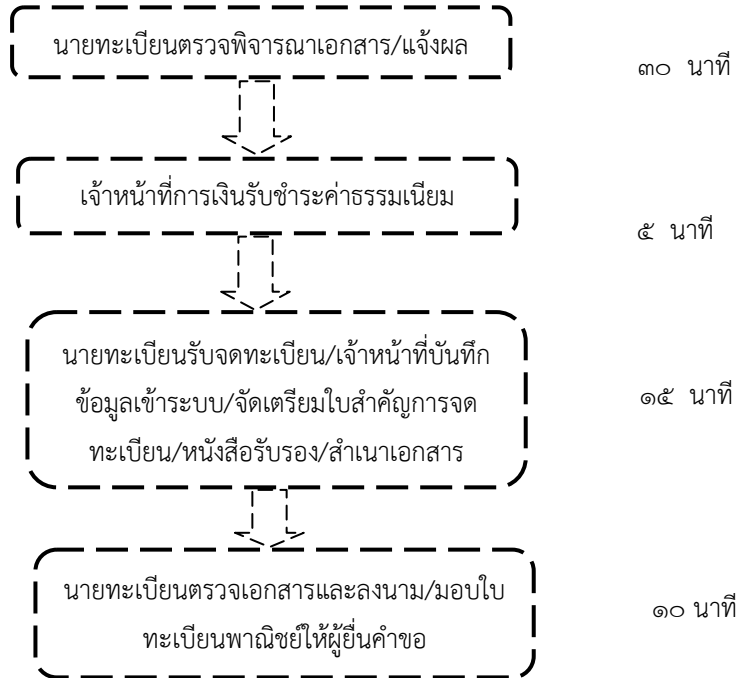 นายทะเบียนตรวจพิจารณาเอกสาร/แจ้งผล
๓๐ นาที
เจ้าหน้าที่การเงินรับชำระค่าธรรมเนียม
๕ นาที
นายทะเบียนรับจดทะเบียน/เจ้าหน้าที่บันทึก
ข้อมูลเข้าระบบ/จัดเตรียมใบสำคัญการจด
ทะเบียน/หนังสือรับรอง/สำเนาเอกสาร
๑๕ นาที
นายทะเบียนตรวจเอกสารและลงนาม/มอบใบ
ทะเบียนพาณิชย์ให้ผู้ยื่นคำขอ
๑๐ นาที